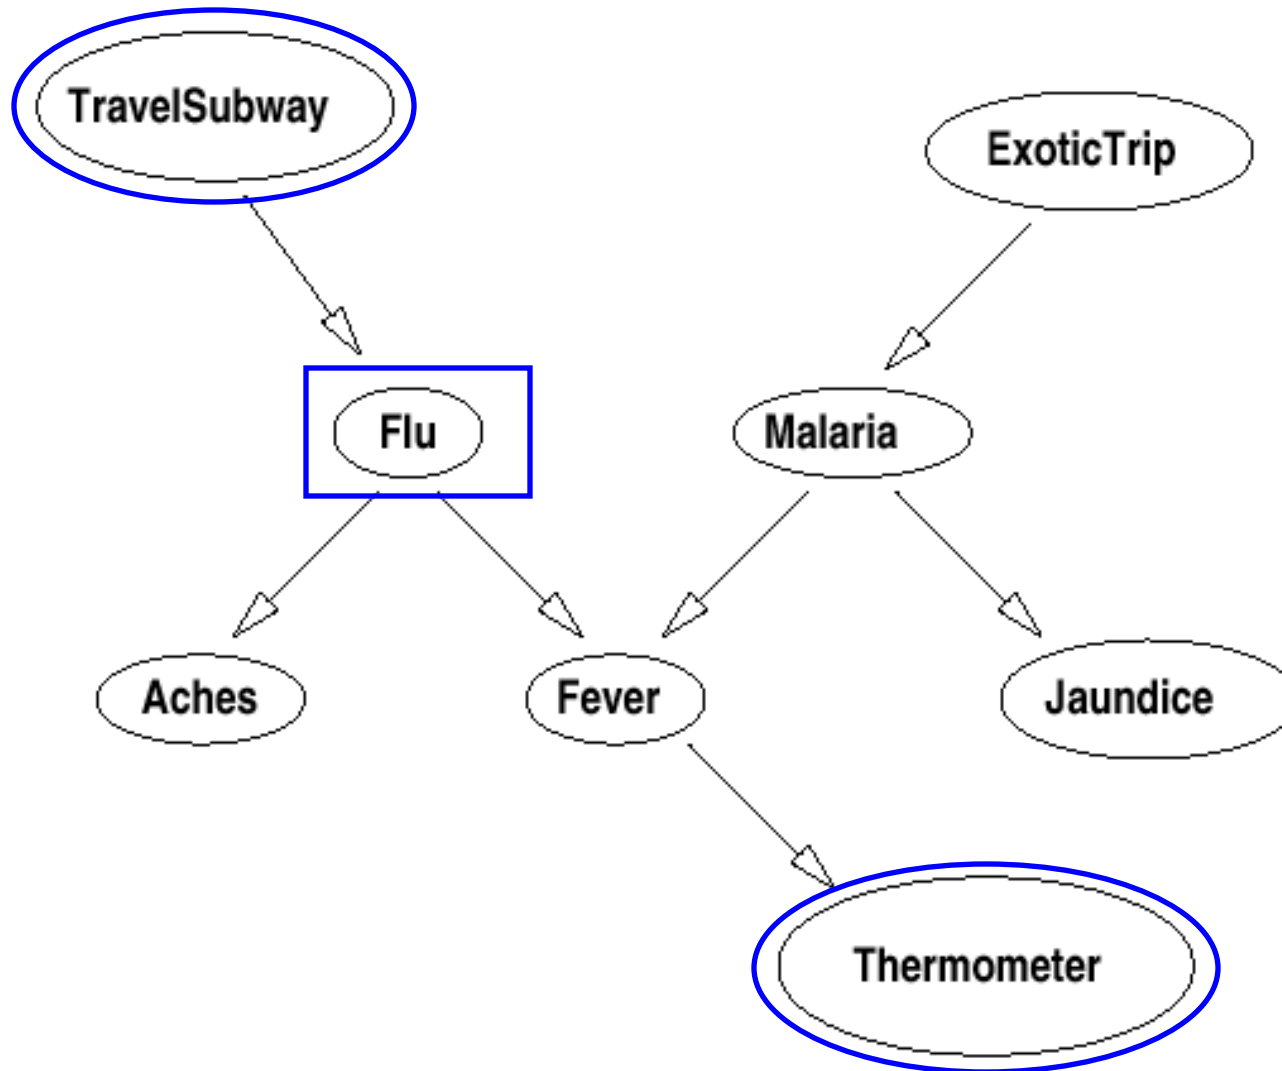 TravelSubway
ExoticTrip
Flu
Malaria
Aches
Fever
Jaundice
Thermometer